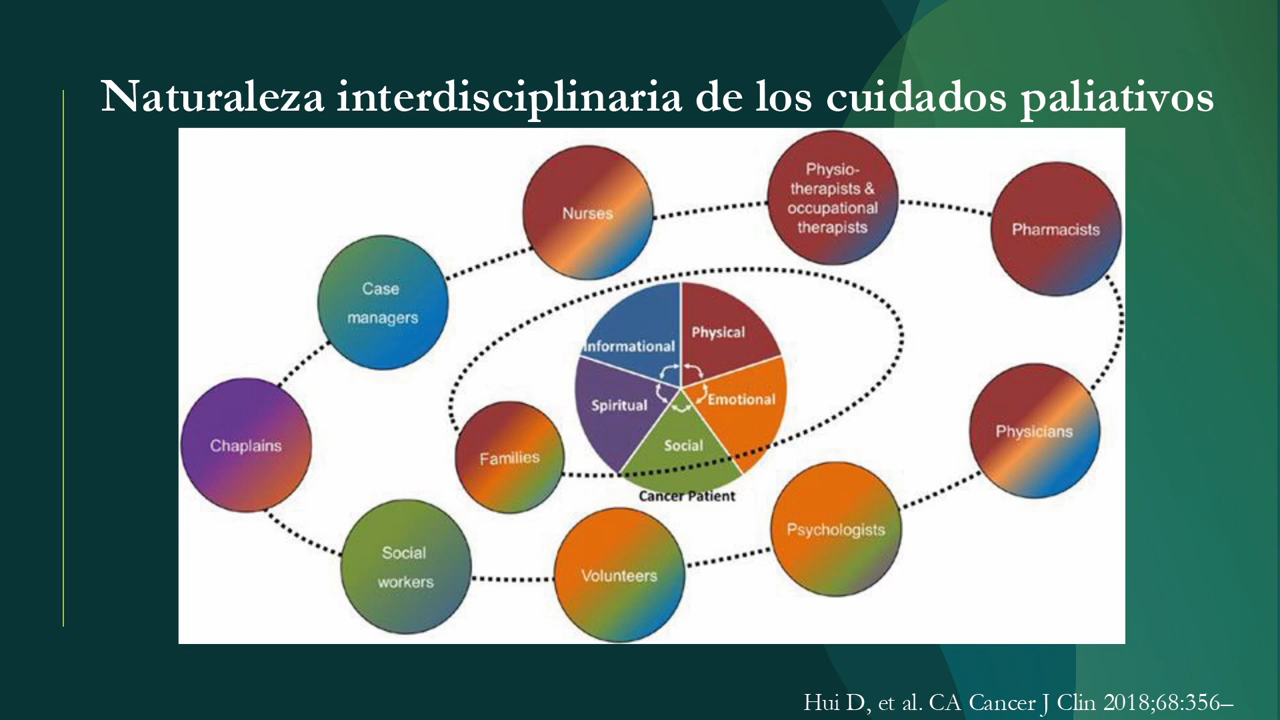 Naturaleza interdisciplinaria de los cuidados paliativos
Nurses
Physio-
therapists &
occupational
therapists
Pharmacists
Case
managers
Informational
Physical
Spiritual
Emotional
Social
Cancer Patient
Chaplains
Families
Physicians
Social
workers
Volunteers
Psychologists
Hui D, et al. CA Cancer J Clin 2018;68:356–